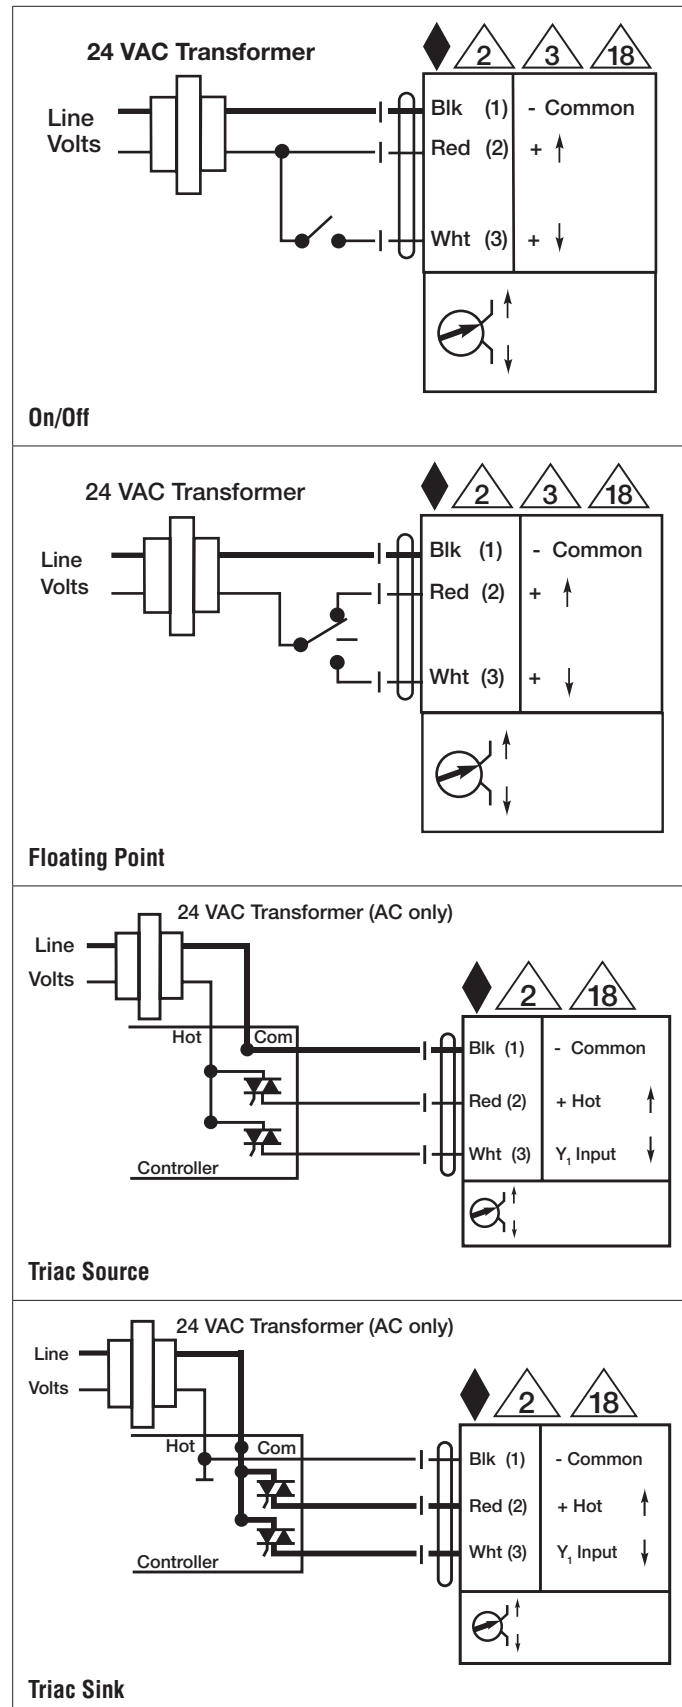 24 VAC Transformer
2 3 18
Line
Volts
Blk (1) - Common
Red (2) +
Wht (3) +
On/Off
24 VAC Transformer
2 3 18
Line
Volts
Blk (1) - Common
Red (2) +
Wht (3) +
Floating Point
24 VAC Transformer (AC only)
Line
Volts
2 18
Hot Com
Blk (1) - Common
Red (2) + Hot
Wht (3) Y₁ Input
Controller
Triac Source
24 VAC Transformer (AC only)
Line
Volts
2 18
Hot Com
Blk (1) - Common
Red (2) + Hot
Wht (3) Y₁ Input
Controller
Triac Sink